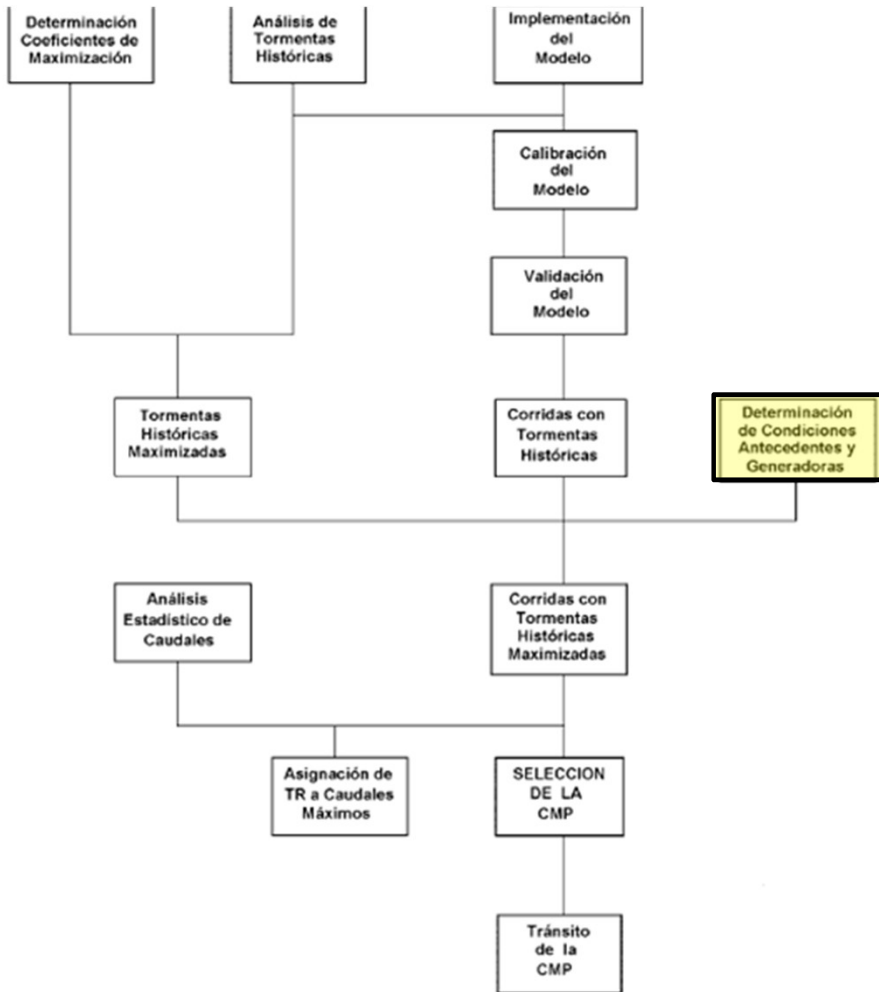 Determinación
Coeficientes de
Maximización
Análisis de
Tormentas
Históricas
Implementación
del
Modelo
Calibración
del
Modelo
Validación
del
Modelo
Tormentas
Históricas
Maximizadas
Corridas con
Tormentas
Históricas
Determinación
de Condiciones
Antecedentes y
Generadoras
Análisis
Estadístico de
Caudales
Corridas con
Tormentas
Históricas
Maximizadas
Asignación de
TR a Caudales
Máximos
SELECCION
DE LA
CMP
Tránsito
de la
CMP